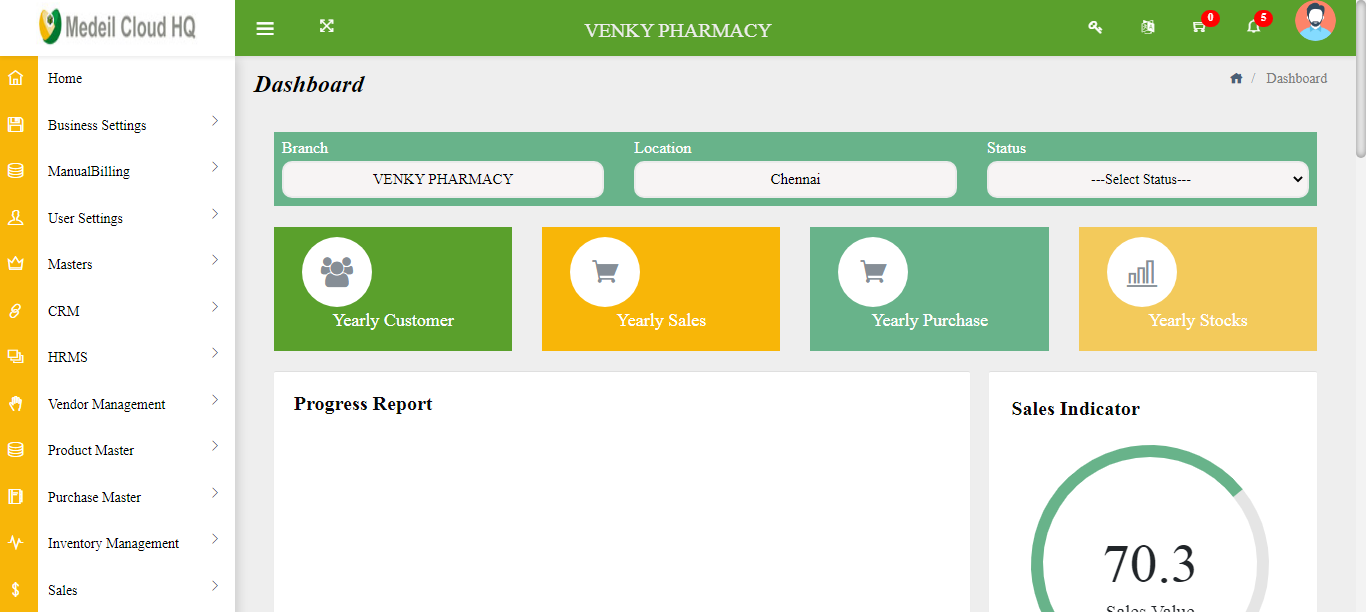 Medeil Cloud HQ
VENKY PHARMACY
0
5
Home
Business Settings
ManualBilling
User Settings
Masters
CRM
HRMS
Vendor Management
Product Master
Purchase Master
Inventory Management
Sales
Dashboard
/ Dashboard
Branch
Location
Status
VENKY PHARMACY
Chennai
---Select Status---
Yearly Customer
Yearly Sales
Yearly Purchase
Yearly Stocks
Progress Report
Sales Indicator
70.3
Sales Value